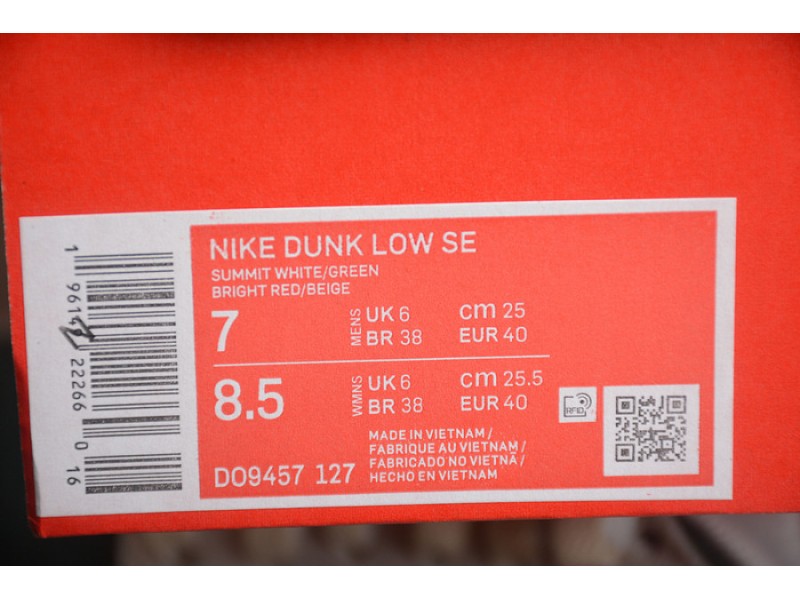 NIKE DUNK LOW SE
SUMMIT WHITE/GREEN
BRIGHT RED/BEIGE
7
MENS
UK 6
cm 25
BR 38
EUR 40
8.5
WMNS
UK 6
cm 25.5
BR 38
EUR 40
MADE IN VIETNAM /
FABRIQUE AU VIETNAM /
FABRICADO NO VIETNÃ /
HECHO EN VIETNAM
DO9457 127
RFID
22266
0
16